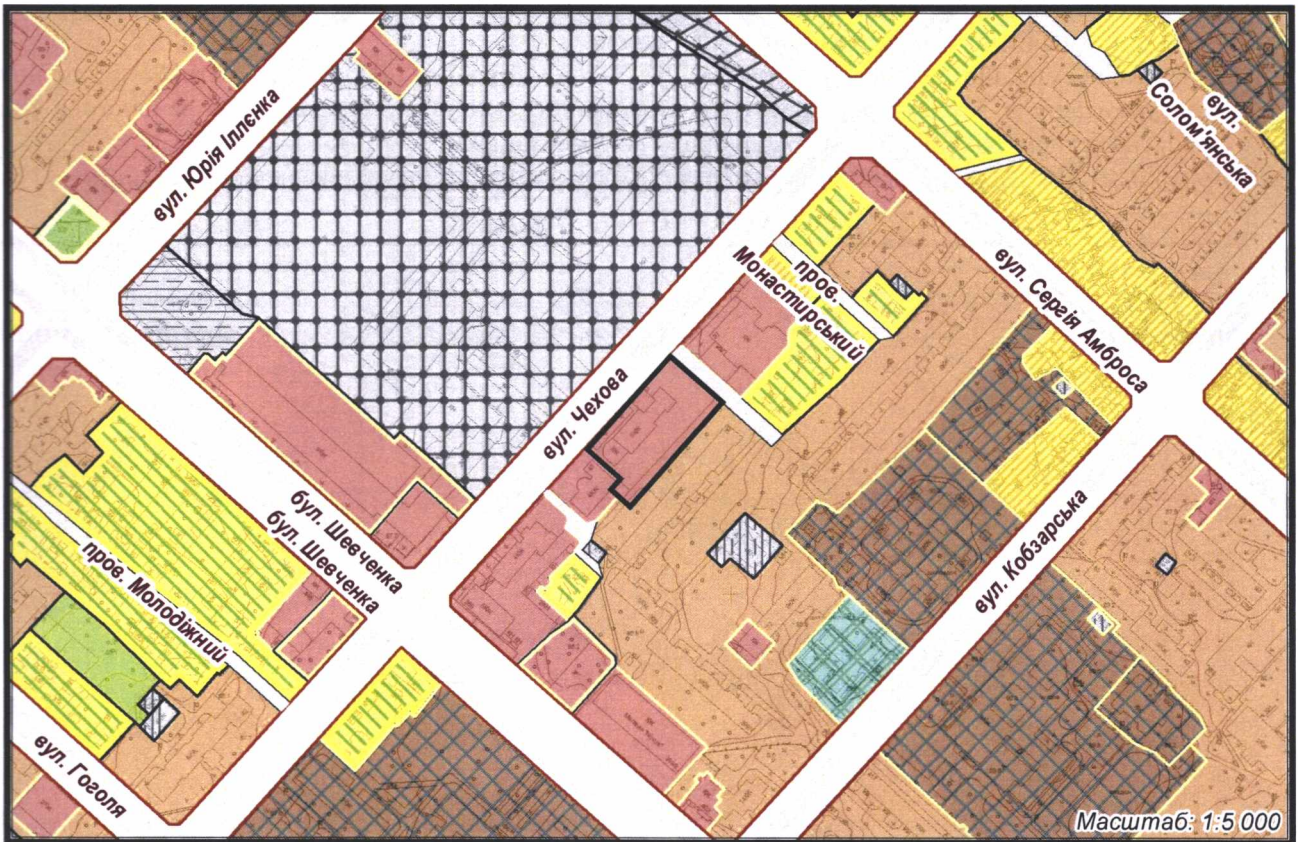 вул. Юрія Іллєнка
вул.
Солом'янська
пров.
Монастирський
вул. Сергія Амброса
вул. Чехова
бул. Шевченка
бул. Шевченка
пров. Молодіжний
вул. Кобзарська
вул. Гоголя
Масштаб: 1:5 000